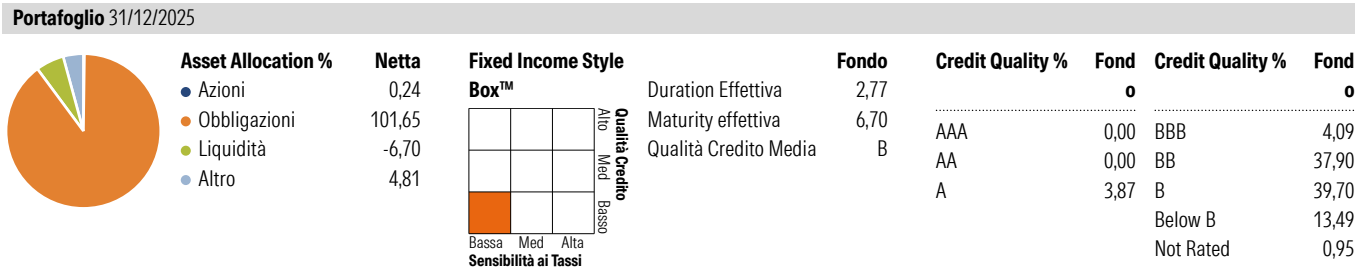 Portafoglio 31/12/2025
Asset Allocation % Netta
Azioni 0,24
Obbligazioni 101,65
Liquidità -6,70
Altro 4,81
Fixed Income Style
Box™
Alto Med Basso
Qualità Credito
Bassa Med Alta
Sensibilità ai Tassi
Fondo
Duration Effettiva 2,77
Maturity effettiva 6,70
Qualità Credito Media B
Credit Quality % Fond
o
AAA 0,00
AA 0,00
A 3,87
Credit Quality % Fond
o
BBB 4,09
BB 37,90
B 39,70
Below B 13,49
Not Rated 0,95